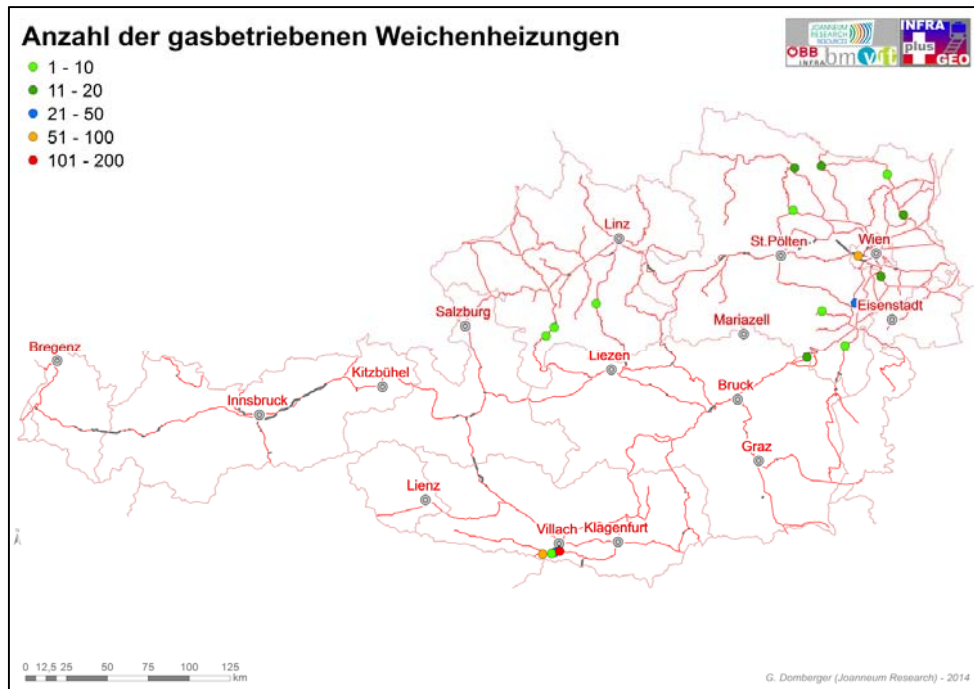 Anzahl der gasbetriebenen Weichenheizungen
1 - 10
11 - 20
21 - 50
51 - 100
101 - 200
JOANNEUM
RESEARCH
RESOURCES
ÖBB
INFRA
bmvit
INFRA
plus
GEO
Linz
St.Pölten
Wien
Salzburg
Mariazell
Eisenstadt
Bregenz
Kitzbühel
Liezen
Innsbruck
Bruck
Graz
Lienz
Villach
Klagenfurt
0 12,5 25 50 75 100 125
km
G. Domberger (Joanneum Research) - 2014